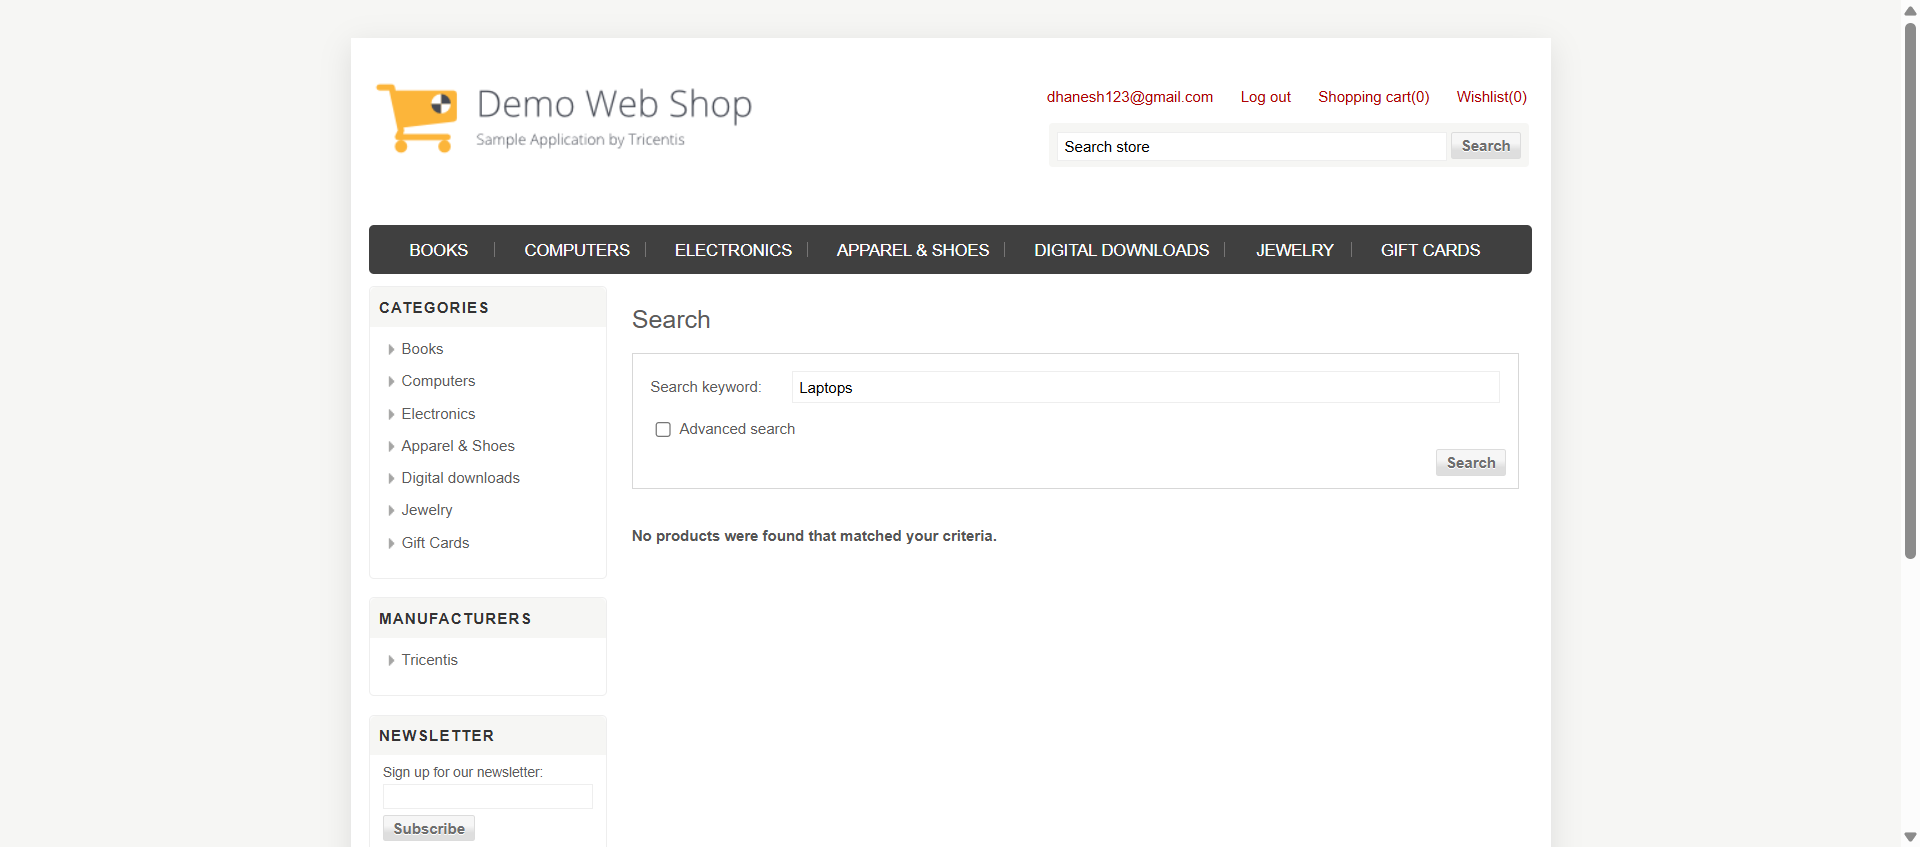 Demo Web Shop
Sample Application by Tricentis
dhanesh123@gmail.com Log out Shopping cart(0) Wishlist(0)
Search store Search
BOOKS COMPUTERS ELECTRONICS APPAREL & SHOES DIGITAL DOWNLOADS JEWELRY GIFT CARDS
CATEGORIES
Books
Computers
Electronics
Apparel & Shoes
Digital downloads
Jewelry
Gift Cards
MANUFACTURERS
Tricentis
NEWSLETTER
Sign up for our newsletter:
Subscribe
Search
Search keyword: Laptops
Advanced search
Search
No products were found that matched your criteria.